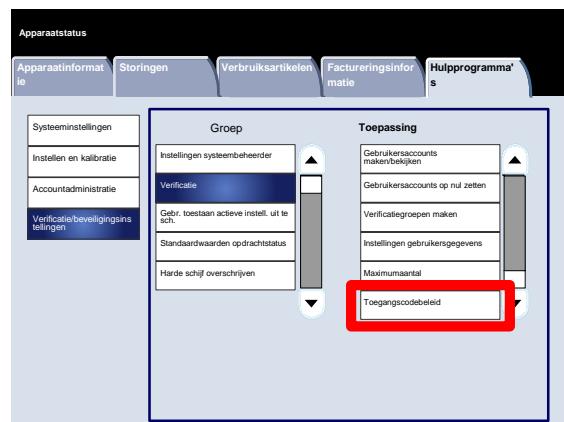 Apparaatstatus
Apparaatinformat
ie
Storingen
Verbruiksartikelen
Factureringsinfor
matie
Hulpprogramma'
s
Systeeminstellingen
Instellen en kalibratie
Accountadministratie
Verificatie/beveiligingsins
tellingen
Groep
Instellingen systeembeheerder
Verificatie
Gebr. toestaan actieve instell. uit te
sch.
Standaardwaarden opdrachtstatus
Harde schijf overschrijven
Toepassing
Gebruikersaccounts
maken/bekijken
Gebruikersaccounts op nul zetten
Verificatiegroepen maken
Instellingen gebruikersgegevens
Maximumaantal
Toegangscodebeleid